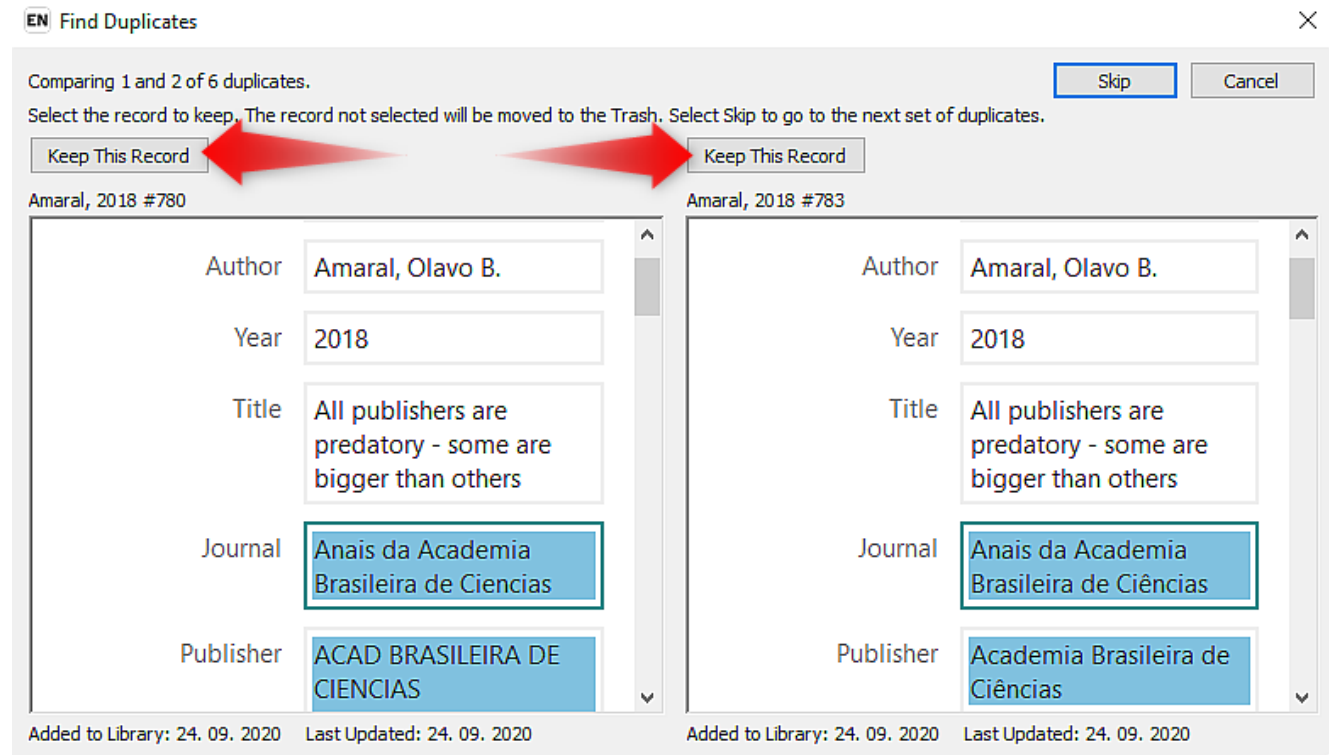 EN Find Duplicates
Comparing 1 and 2 of 6 duplicates.
Skip
Cancel
Select the record to keep. The record not selected will be moved to the Trash. Select Skip to go to the next set of duplicates.
Keep This Record
Keep This Record
Amaral, 2018 #780
Author
Amaral, Olavo B.
Year
2018
Title
All publishers are
predatory - some are
bigger than others
Journal
Anais da Academia
Brasileira de Ciencias
Publisher
ACAD BRASILEIRA DE
CIENCIAS
Added to Library: 24. 09. 2020 Last Updated: 24. 09. 2020
Amaral, 2018 #783
Author
Amaral, Olavo B.
Year
2018
Title
All publishers are
predatory - some are
bigger than others
Journal
Anais da Academia
Brasileira de Ciências
Publisher
Academia Brasileira de
Ciências
Added to Library: 24. 09. 2020 Last Updated: 24. 09. 2020